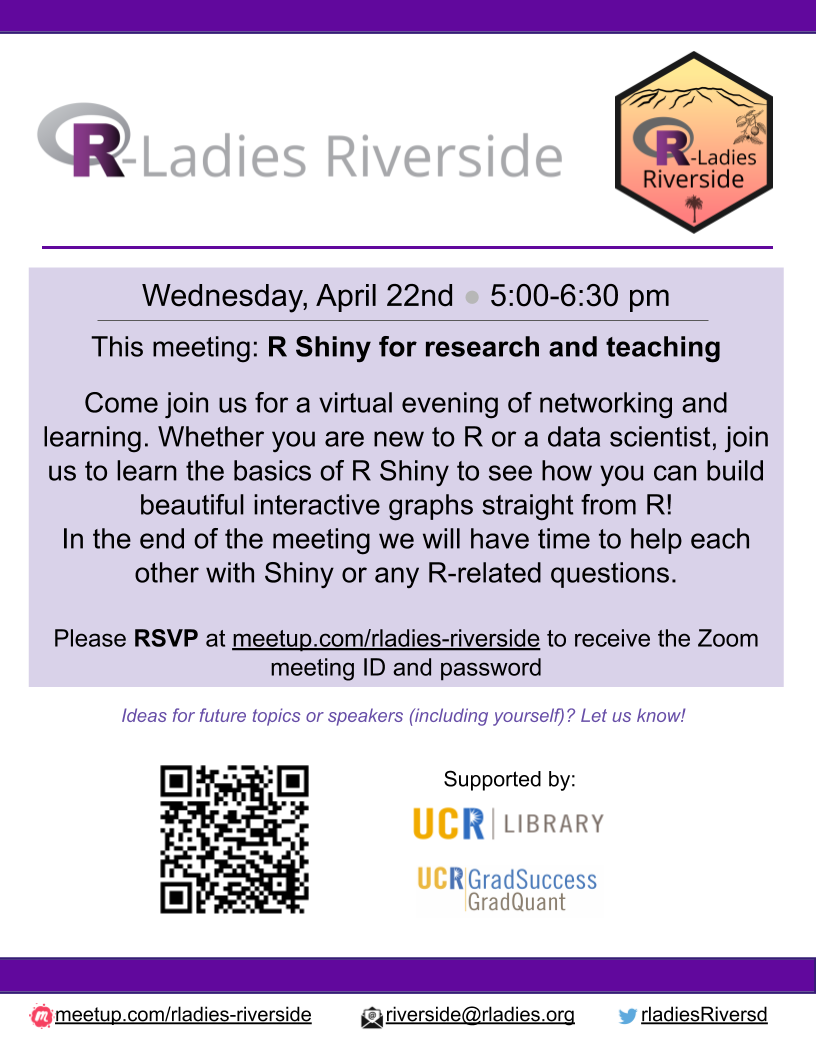 R-Ladies Riverside
R-Ladies
Riverside
Wednesday, April 22nd ● 5:00-6:30 pm
This meeting: R Shiny for research and teaching
Come join us for a virtual evening of networking and
learning. Whether you are new to R or a data scientist, join
us to learn the basics of R Shiny to see how you can build
beautiful interactive graphs straight from R!
In the end of the meeting we will have time to help each
other with Shiny or any R-related questions.
Please RSVP at meetup.com/rladies-riverside to receive the Zoom
meeting ID and password
Ideas for future topics or speakers (including yourself)? Let us know!
Supported by:
UCR | LIBRARY
UCR GradSuccess
GradQuant
m meetup.com/rladies-riverside @ riverside@rladies.org rladiesRiversd